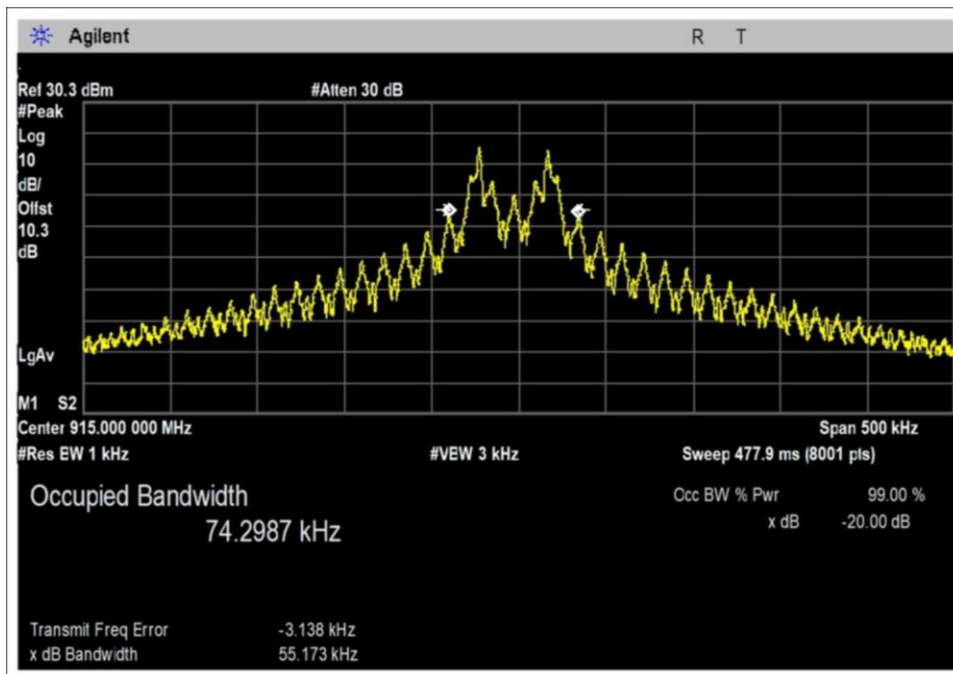 Agilent R T
Ref 30.3 dBm #Atten 30 dB
#Peak
Log
10
dB/
Offst
10.3
dB
LgAv
M1 S2
Center 915.000 000 MHz Span 500 kHz
#Res BW 1 kHz #VBW 3 kHz Sweep 477.9 ms (8001 pts)
Occupied Bandwidth Occ BW % Pwr 99.00 %
74.2987 kHz x dB -20.00 dB
Transmit Freq Error -3.138 kHz
x dB Bandwidth 55.173 kHz